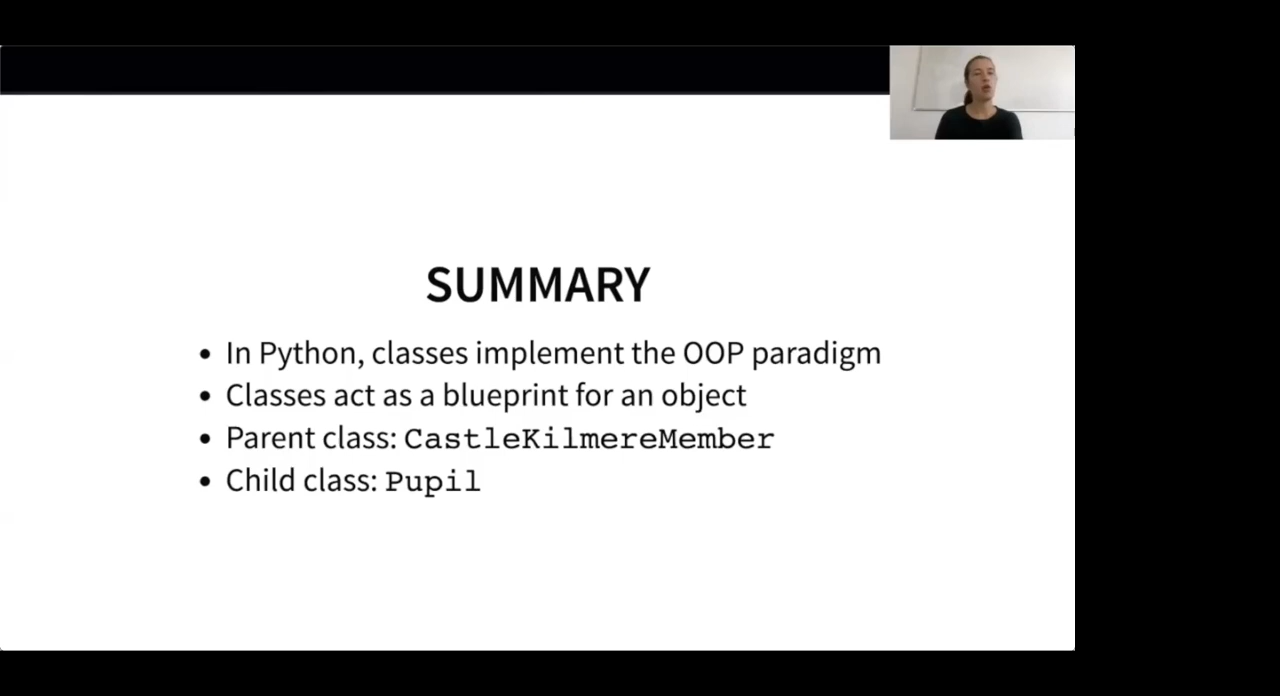 SUMMARY
• In Python, classes implement the OOP paradigm
• Classes act as a blueprint for an object
• Parent class: CastleKilmereMember
• Child class: Pupil